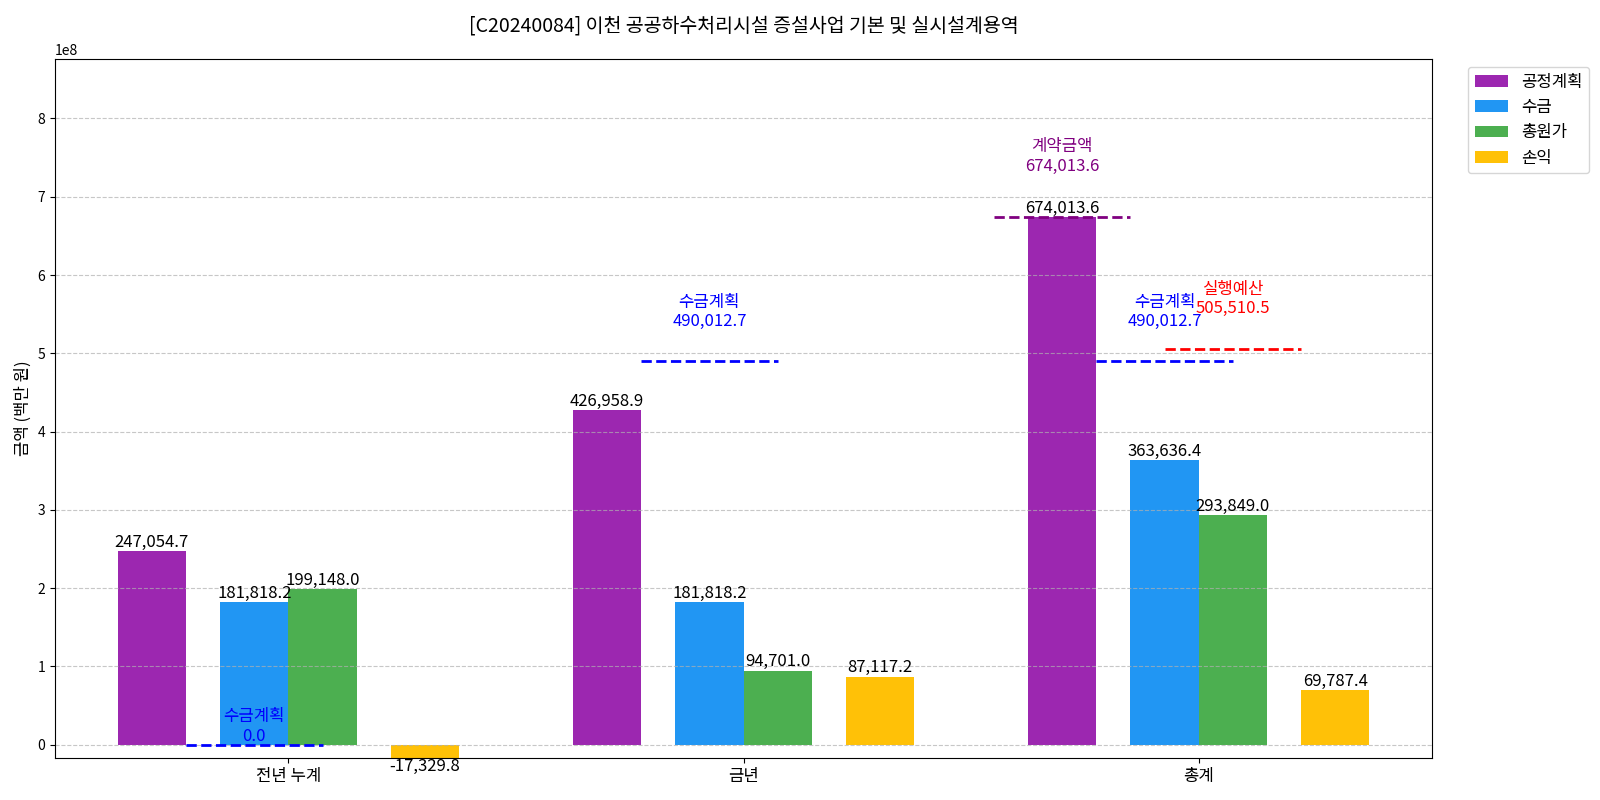 [C20240084] 이천 공공하수처리시설 증설사업 기본 및 실시설계용역
1e8
공정계획
수금
총원가
손익
금액 (백만 원)
8
7
6
5
4
3
2
1
0
계약금액
674,013.6
674,013.6
실행예산
505,510.5
수금계획
490,012.7
수금계획
490,012.7
426,958.9
363,636.4
293,849.0
247,054.7
181,818.2
199,148.0
181,818.2
94,701.0
87,117.2
69,787.4
수금계획
0.0
-17,329.8
전년 누계
금년
총계